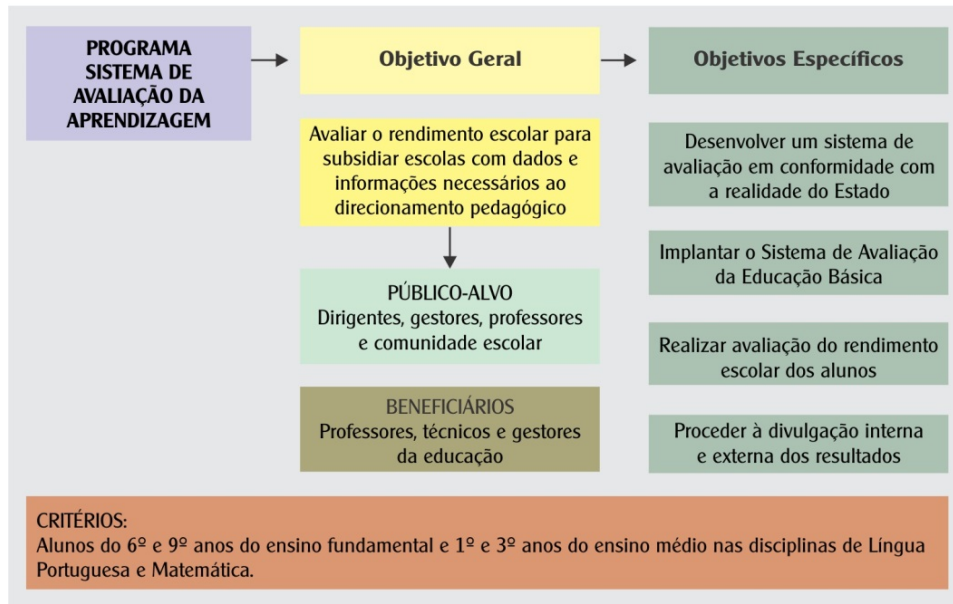 PROGRAMA
SISTEMA DE
AVALIAÇÃO DA
APRENDIZAGEM
Objetivo Geral
Avaliar o rendimento escolar para
subsidiar escolas com dados e
informações necessários ao
direcionamento pedagógico
PÚBLICO-ALVO
Dirigentes, gestores, professores
e comunidade escolar
BENEFICIÁRIOS
Professores, técnicos e gestores
da educação
Objetivos Específicos
Desenvolver um sistema de
avaliação em conformidade com
a realidade do Estado
Implantar o Sistema de Avaliação
da Educação Básica
Realizar avaliação do rendimento
escolar dos alunos
Proceder à divulgação interna
e externa dos resultados
CRITÉRIOS:
Alunos do 6º e 9º anos do ensino fundamental e 1º e 3º anos do ensino médio nas disciplinas de Língua
Portuguesa e Matemática.